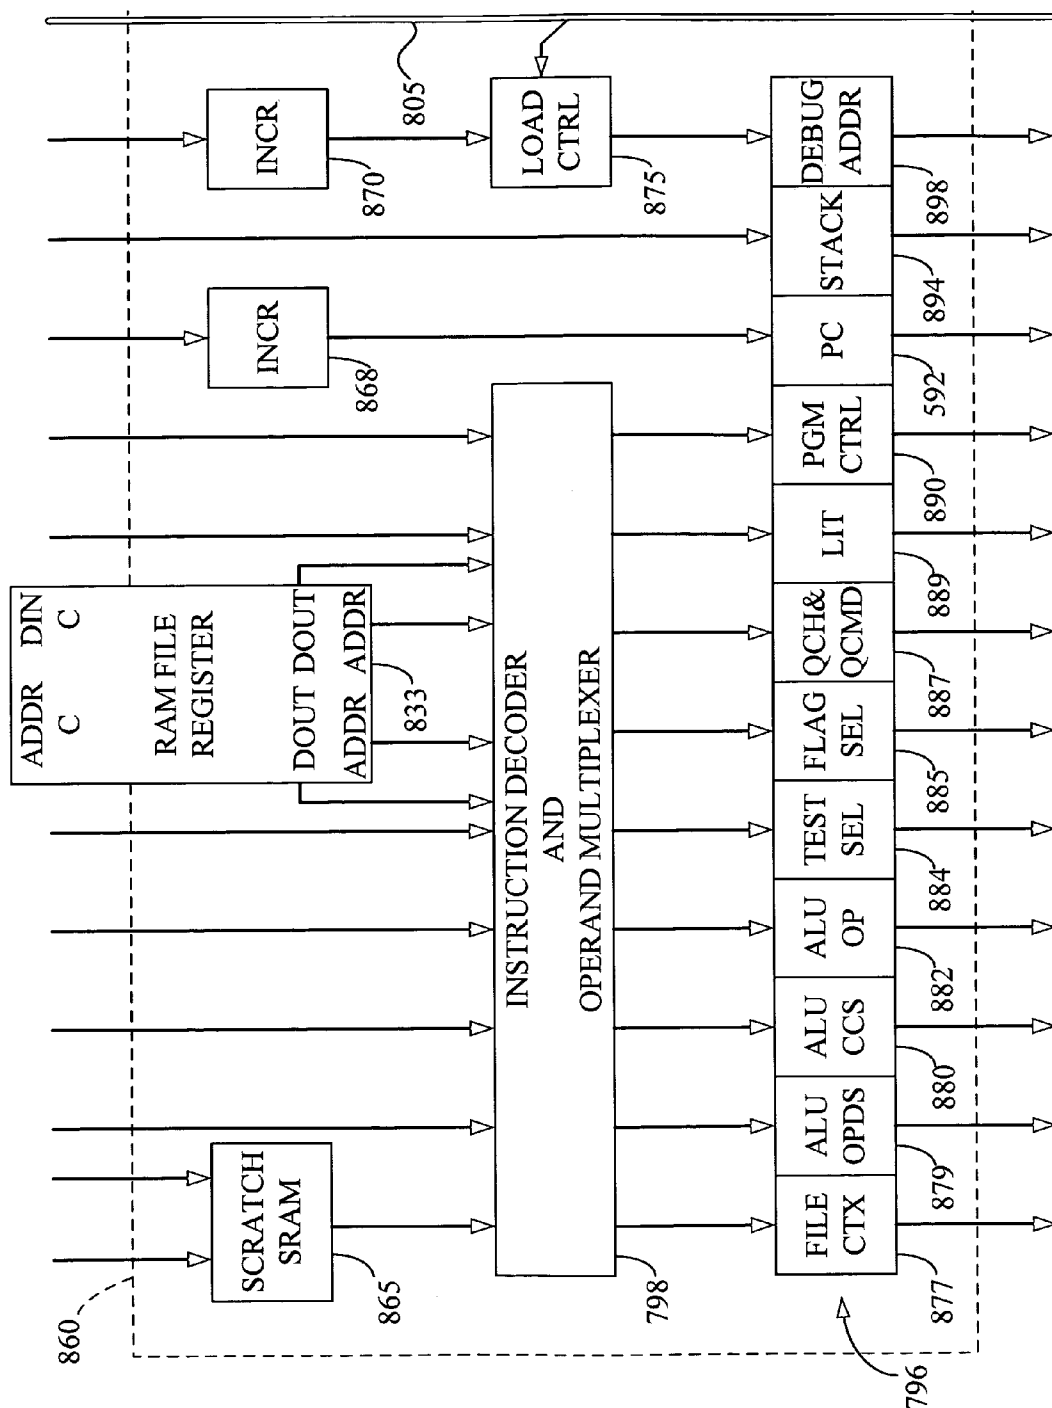 860
SCRATCH
SRAM
865
ADDR DIN
C C
RAM FILE
REGISTER
DOUT DOUT
ADDR ADDR
833
INCR
868
INCR
870
805
LOAD
CTRL
875
INSTRUCTION DECODER
AND
OPERAND MULTIPLEXER
798
796
FILE
CTX
877
ALU
OPDS
879
ALU
CCS
880
ALU
OP
882
TEST
SEL
884
FLAG
SEL
885
QCH&
QCMD
887
LIT
889
PGM
CTRL
890
PC
592
STACK
894
DEBUG
ADDR
898